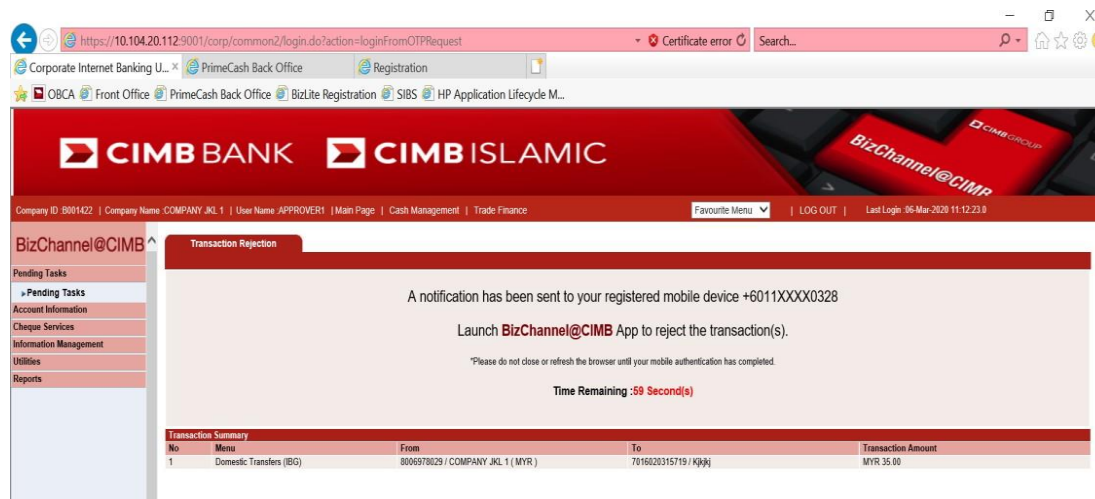 https://10.104.20.112:9001/corp/common2/login.do?action=loginFromOTPRequest
Certificate error
Search...
Corporate Internet Banking U...
PrimeCash Back Office
Registration
OBCA Front Office PrimeCash Back Office BizLite Registration SIBS HP Application Lifecycle M...
CIMB BANK CIMB ISLAMIC
CIMB GROUP
BizChannel@CIMB
Company ID :B001422 | Company Name :COMPANY JKL 1 | User Name :APPROVER1 | Main Page | Cash Management | Trade Finance
Favourite Menu | LOG OUT | Last Login :06-Mar-2020 11:12:23.0
BizChannel@CIMB
Pending Tasks
Pending Tasks
Account Information
Cheque Services
Information Management
Utilities
Reports
Transaction Rejection
A notification has been sent to your registered mobile device +6011XXXX0328
Launch BizChannel@CIMB App to reject the transaction(s).
*Please do not close or refresh the browser until your mobile authentication has completed.
Time Remaining :59 Second(s)
Transaction Summary
No Menu From To Transaction Amount
1 Domestic Transfers (IBG) 8006978029 / COMPANY JKL 1 ( MYR ) 7016020315719 / Kjkjkj MYR 35.00